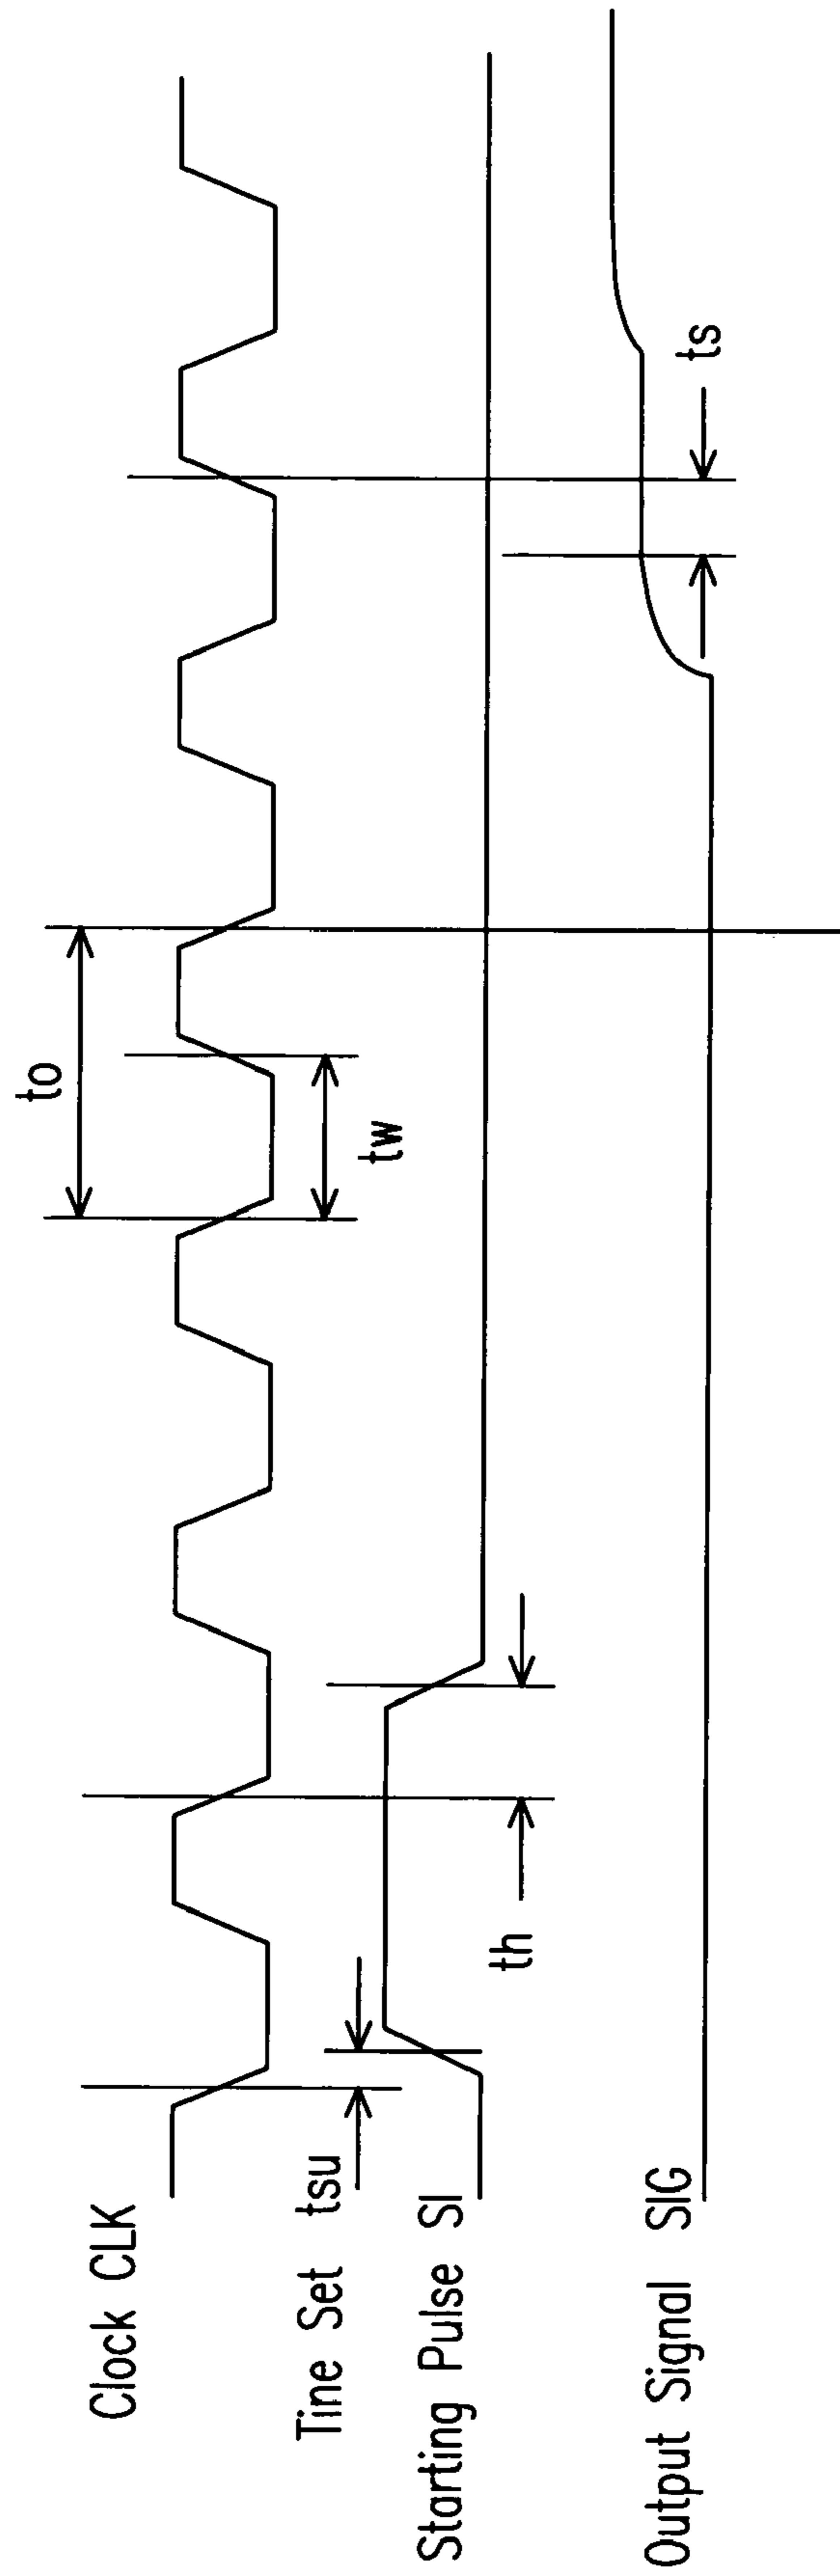 to
Clock CLK
tw
Tine Set tsu
Starting Pulse SI
th
Output Signal SIG
ts